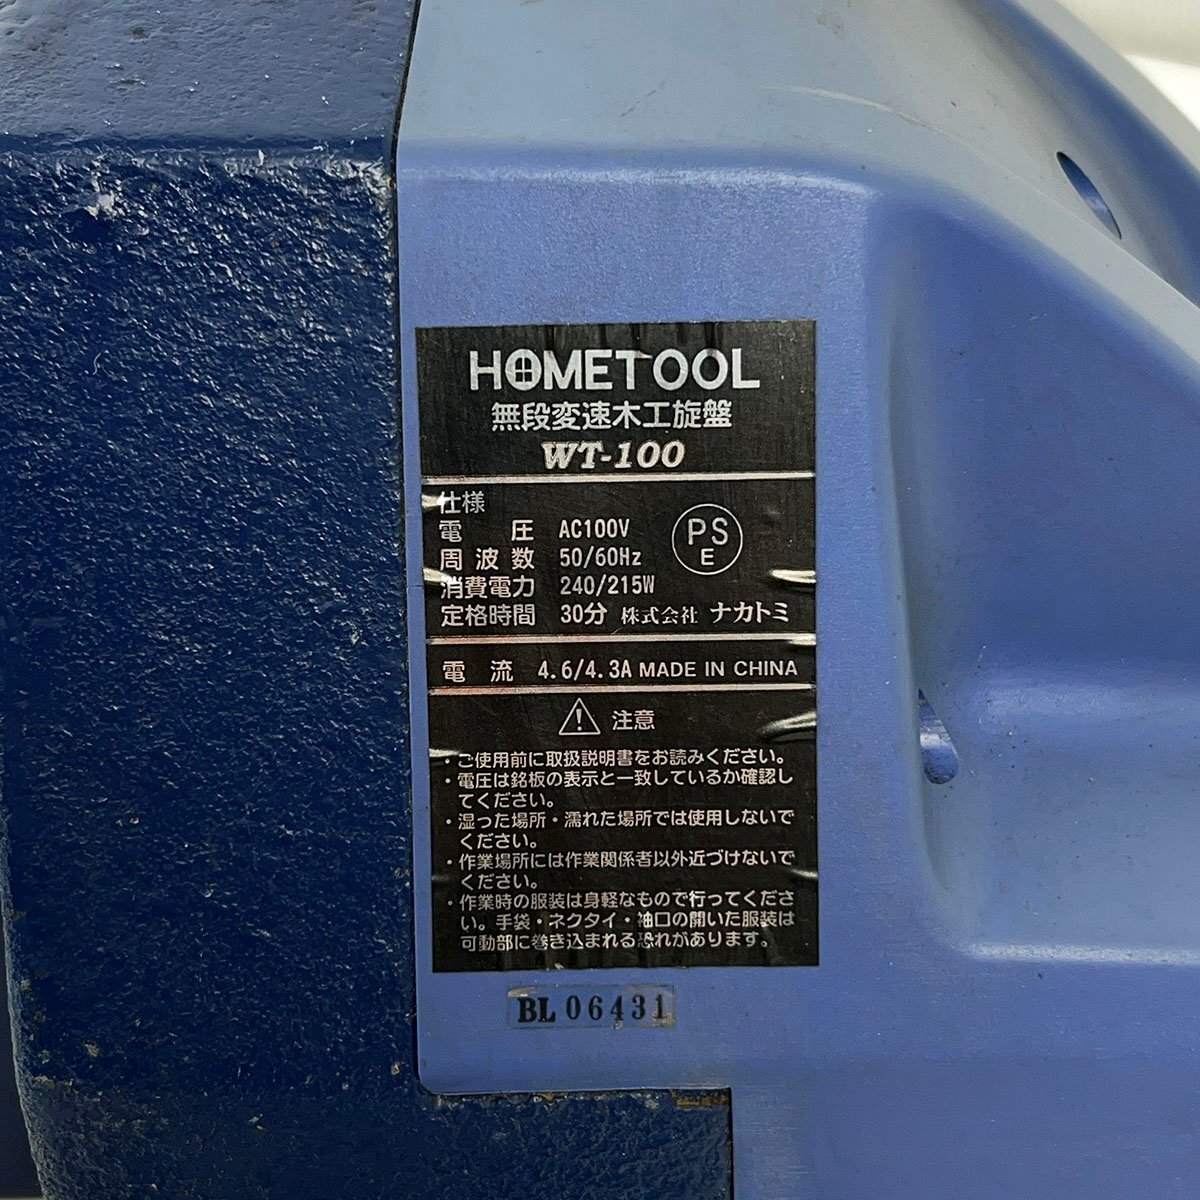 HOMETOOL
無段変速木工旋盤
WT-100
仕様
電圧 AC100V
PS
E
周波数 50/60Hz
消費電力 240/215W
定格時間 30分 株式会社 ナカトミ
電流 4.6/4.3A MADE IN CHINA
注意
・ご使用前に取扱説明書をお読みください。
・電圧は銘板の表示と一致しているか確認し
てください。
・湿った場所・濡れた場所では使用しないで
ください。
・作業場所には作業関係者以外近づけないで
ください。
・作業時の服装は身軽なもので行ってくださ
い。手袋・ネクタイ・袖口の開いた服装は
可動部に巻き込まれる恐れがあります。
BL 06431